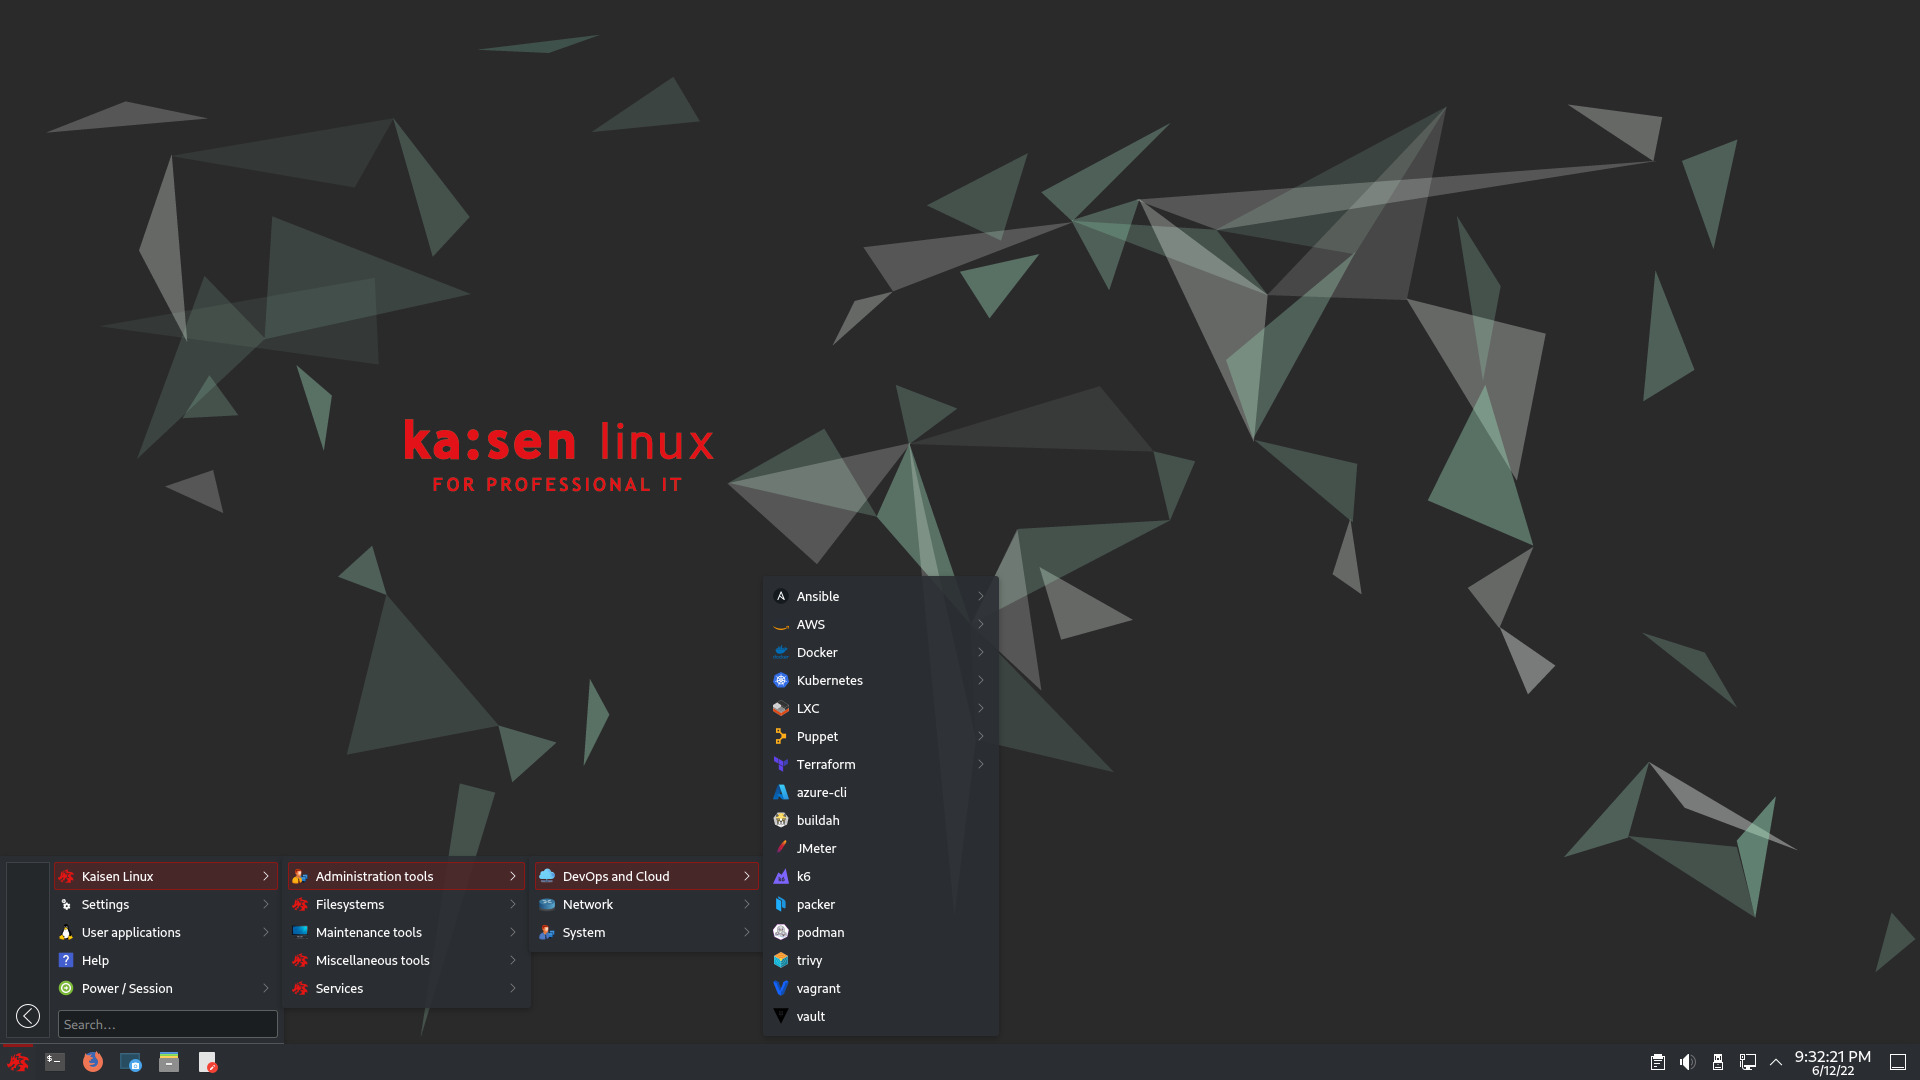 ka:sen linux
FOR PROFESSIONAL IT
Kaisen Linux
Settings
User applications
Help
Power / Session
Search...
Administration tools
Filesystems
Maintenance tools
Miscellaneous tools
Services
DevOps and Cloud
Network
System
Ansible
AWS
Docker
Kubernetes
LXC
Puppet
Terraform
azure-cli
buildah
JMeter
k6
packer
podman
trivy
vagrant
vault
9:32:21 PM
6/12/22